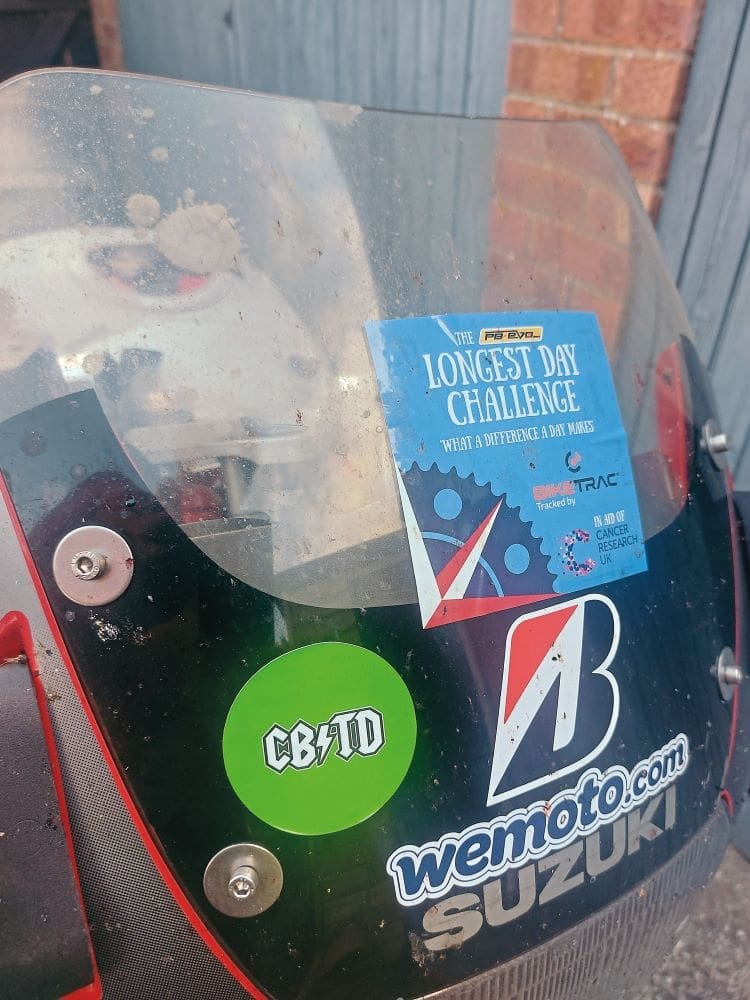 THE PB evo
LONGEST DAY
CHALLENGE
'WHAT A DIFFERENCE A DAY MAKES'
BIKETRAC
Tracked by
IN AID OF
CANCER
RESEARCH
UK
CB TD
B
wemoto.com
SUZUKI